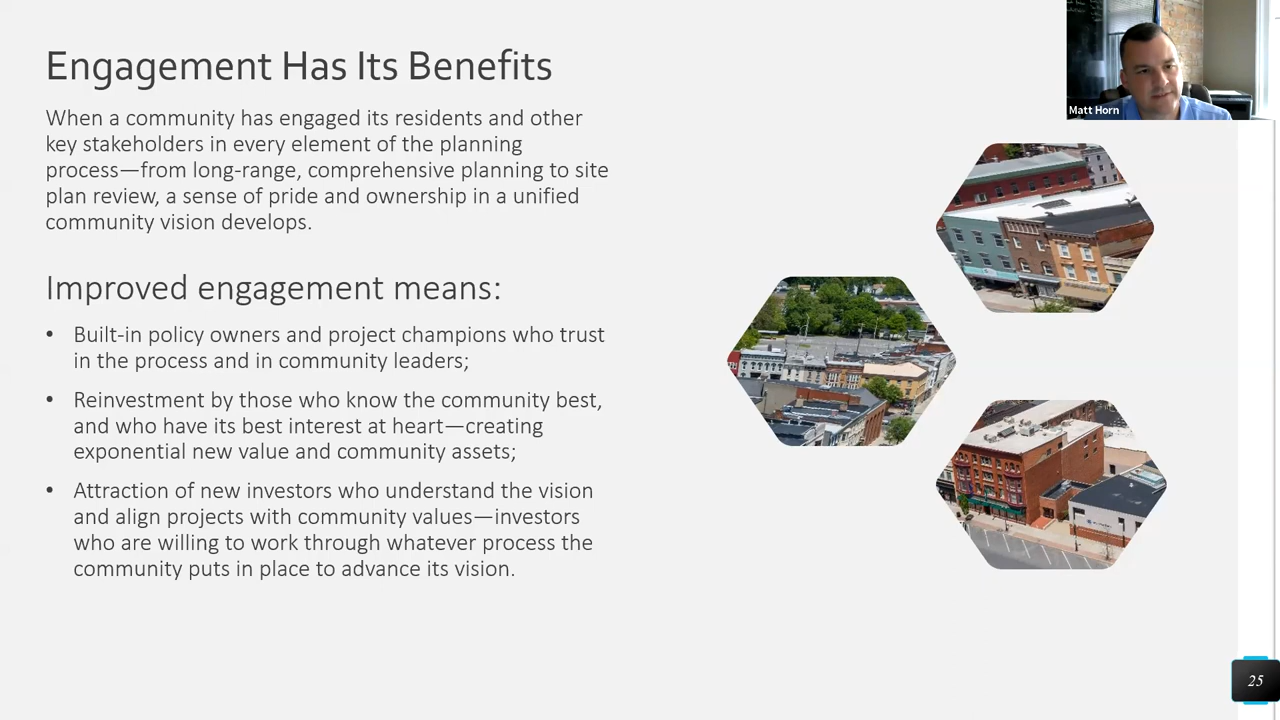 Engagement Has Its Benefits
Matt Horn
When a community has engaged its residents and other
key stakeholders in every element of the planning
process—from long-range, comprehensive planning to site
plan review, a sense of pride and ownership in a unified
community vision develops.
Improved engagement means:
• Built-in policy owners and project champions who trust
in the process and in community leaders;
• Reinvestment by those who know the community best,
and who have its best interest at heart—creating
exponential new value and community assets;
• Attraction of new investors who understand the vision
and align projects with community values—investors
who are willing to work through whatever process the
community puts in place to advance its vision.
25